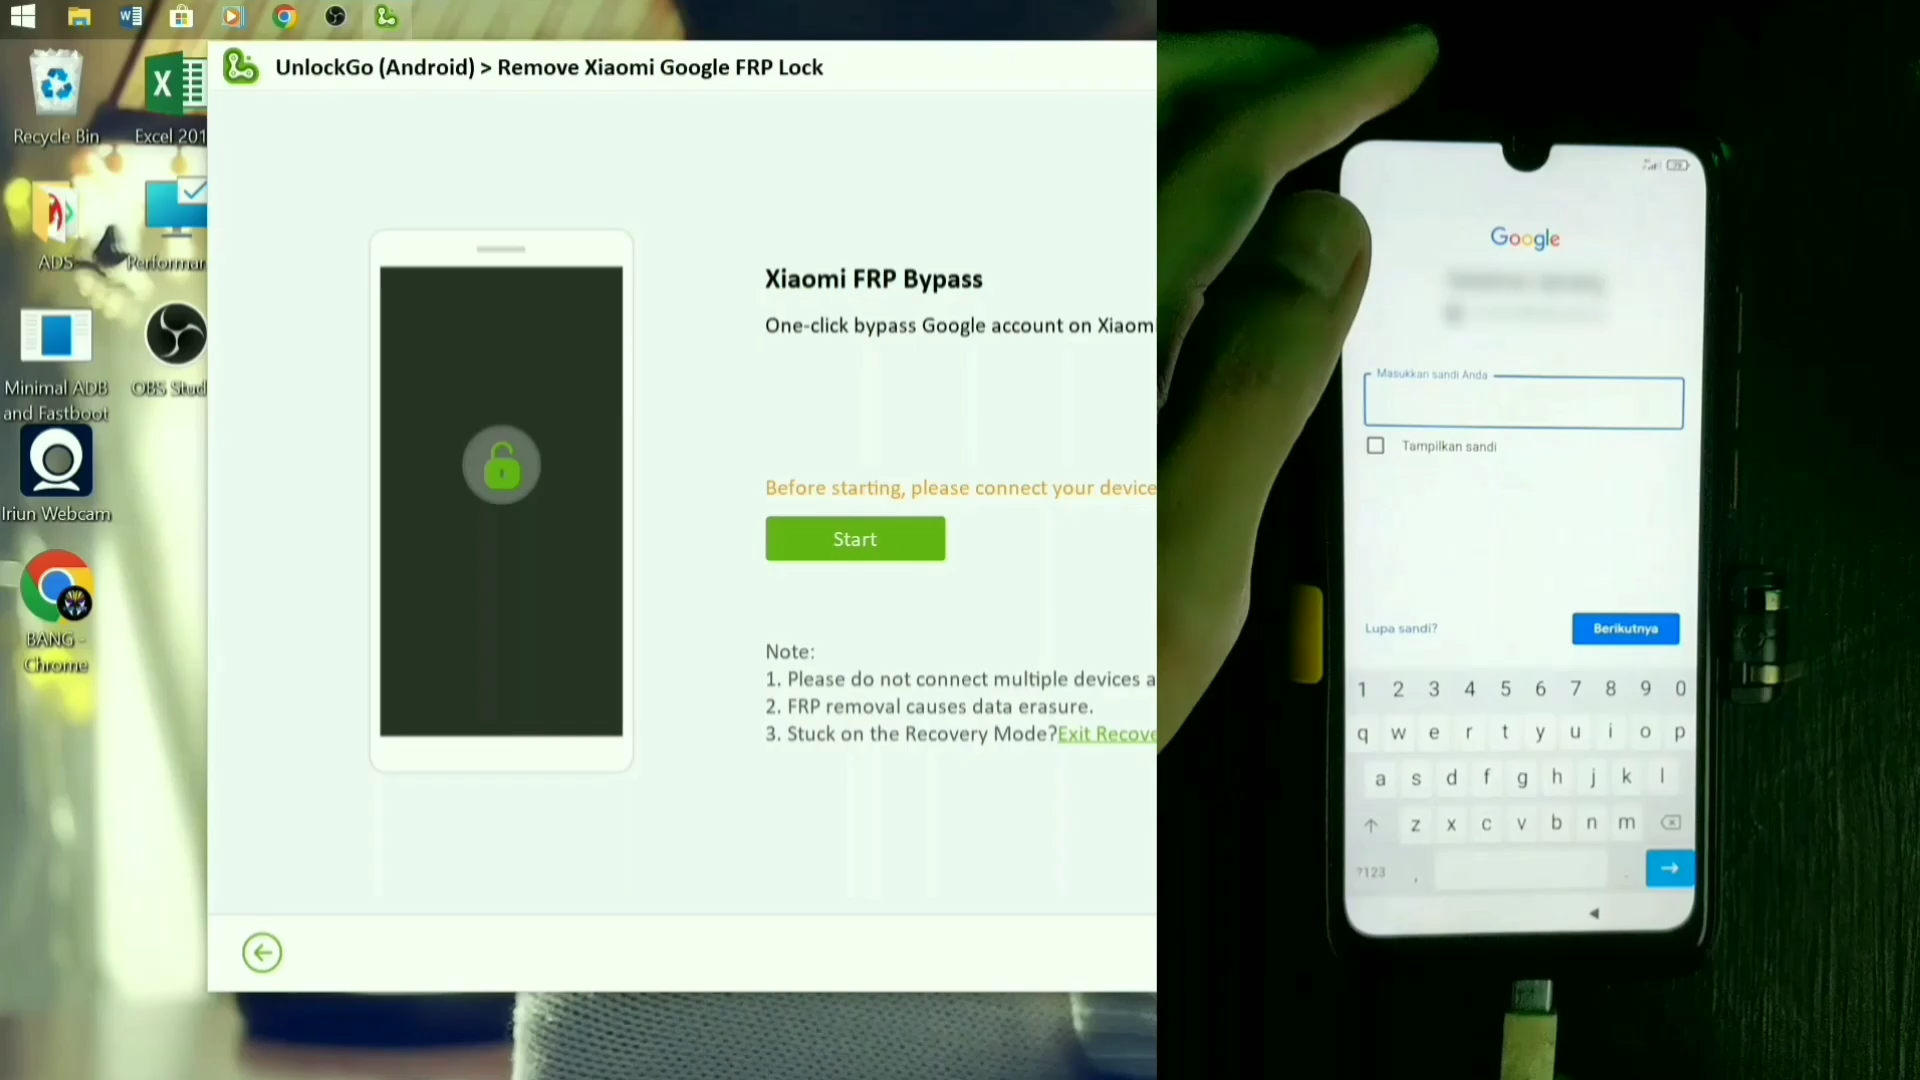 UnlockGo (Android) > Remove Xiaomi Google FRP Lock
Recycle Bin
Excel 201
ADS
Performan
Minimal ADB
and Fastboot
OBS Stud
Iriun Webcam
BANG -
Chrome
Xiaomi FRP Bypass
One-click bypass Google account on Xiaom
Before starting, please connect your device
Start
Note:
1. Please do not connect multiple devices a
2. FRP removal causes data erasure.
3. Stuck on the Recovery Mode?Exit Recove
Google
Masukkan sandi Anda
Tampilkan sandi
Lupa sandi?
Berikutnya
1 2 3 4 5 6 7 8 9 0
q w e r t y u i o p
a s d f g h j k l
z x c v b n m
?123 , .